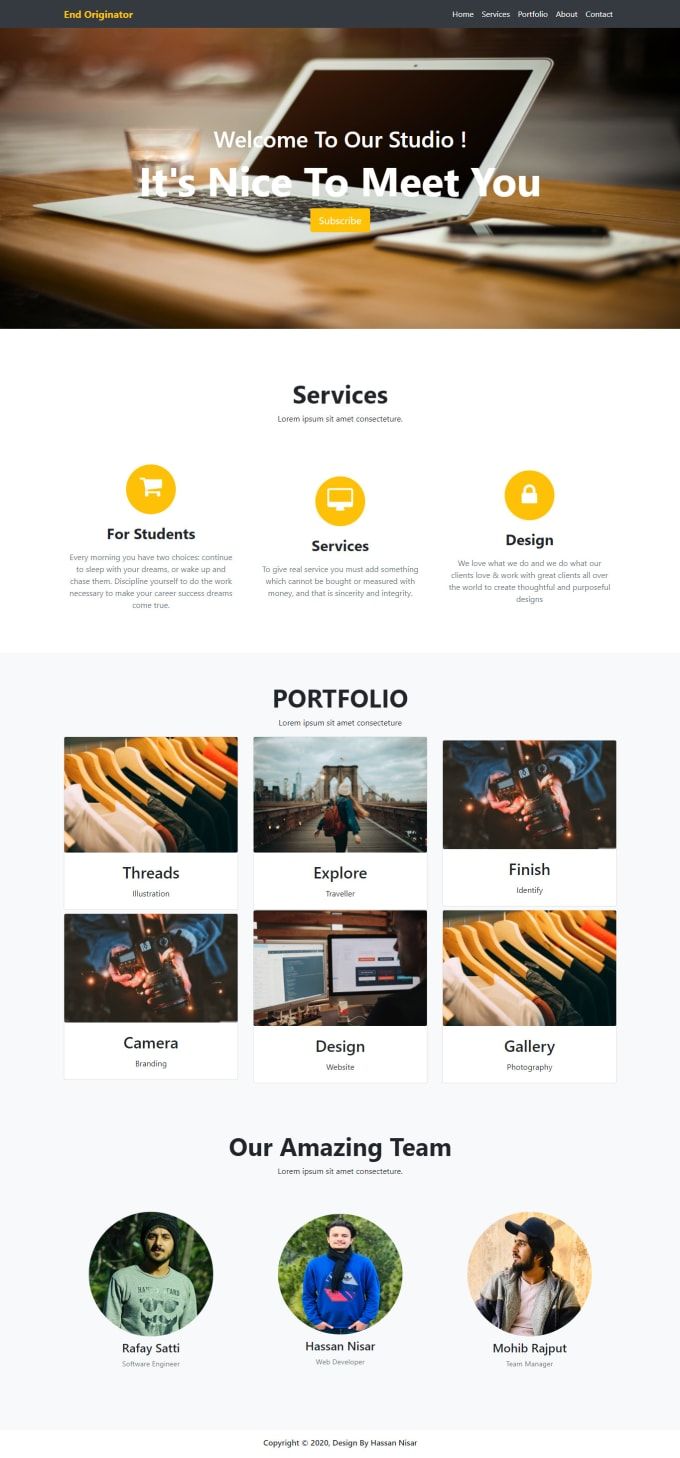 End Originator
Home Services Portfolio About Contact
Welcome To Our Studio !
It's Nice To Meet You
Subscribe
Services
Lorem ipsum sit amet consecteture.
For Students
Every morning you have two choices: continue
to sleep with your dreams, or wake up and
chase them. Discipline yourself to do the work
necessary to make your career success dreams
come true.
Services
To give real service you must add something
which cannot be bought or measured with
money, and that is sincerity and integrity.
Design
We love what we do and we do what our
clients love & work with great clients all over
the world to create thoughtful and purposeful
designs
PORTFOLIO
Lorem ipsum sit amet consecteture
Threads
Illustration
Explore
Traveller
Finish
Identify
Camera
Branding
Design
Website
Gallery
Photography
Our Amazing Team
Lorem ipsum sit amet consecteture.
Rafay Satti
Software Engineer
Hassan Nisar
Web Developer
Mohib Rajput
Team Manager
Copyright © 2020, Design By Hassan Nisar